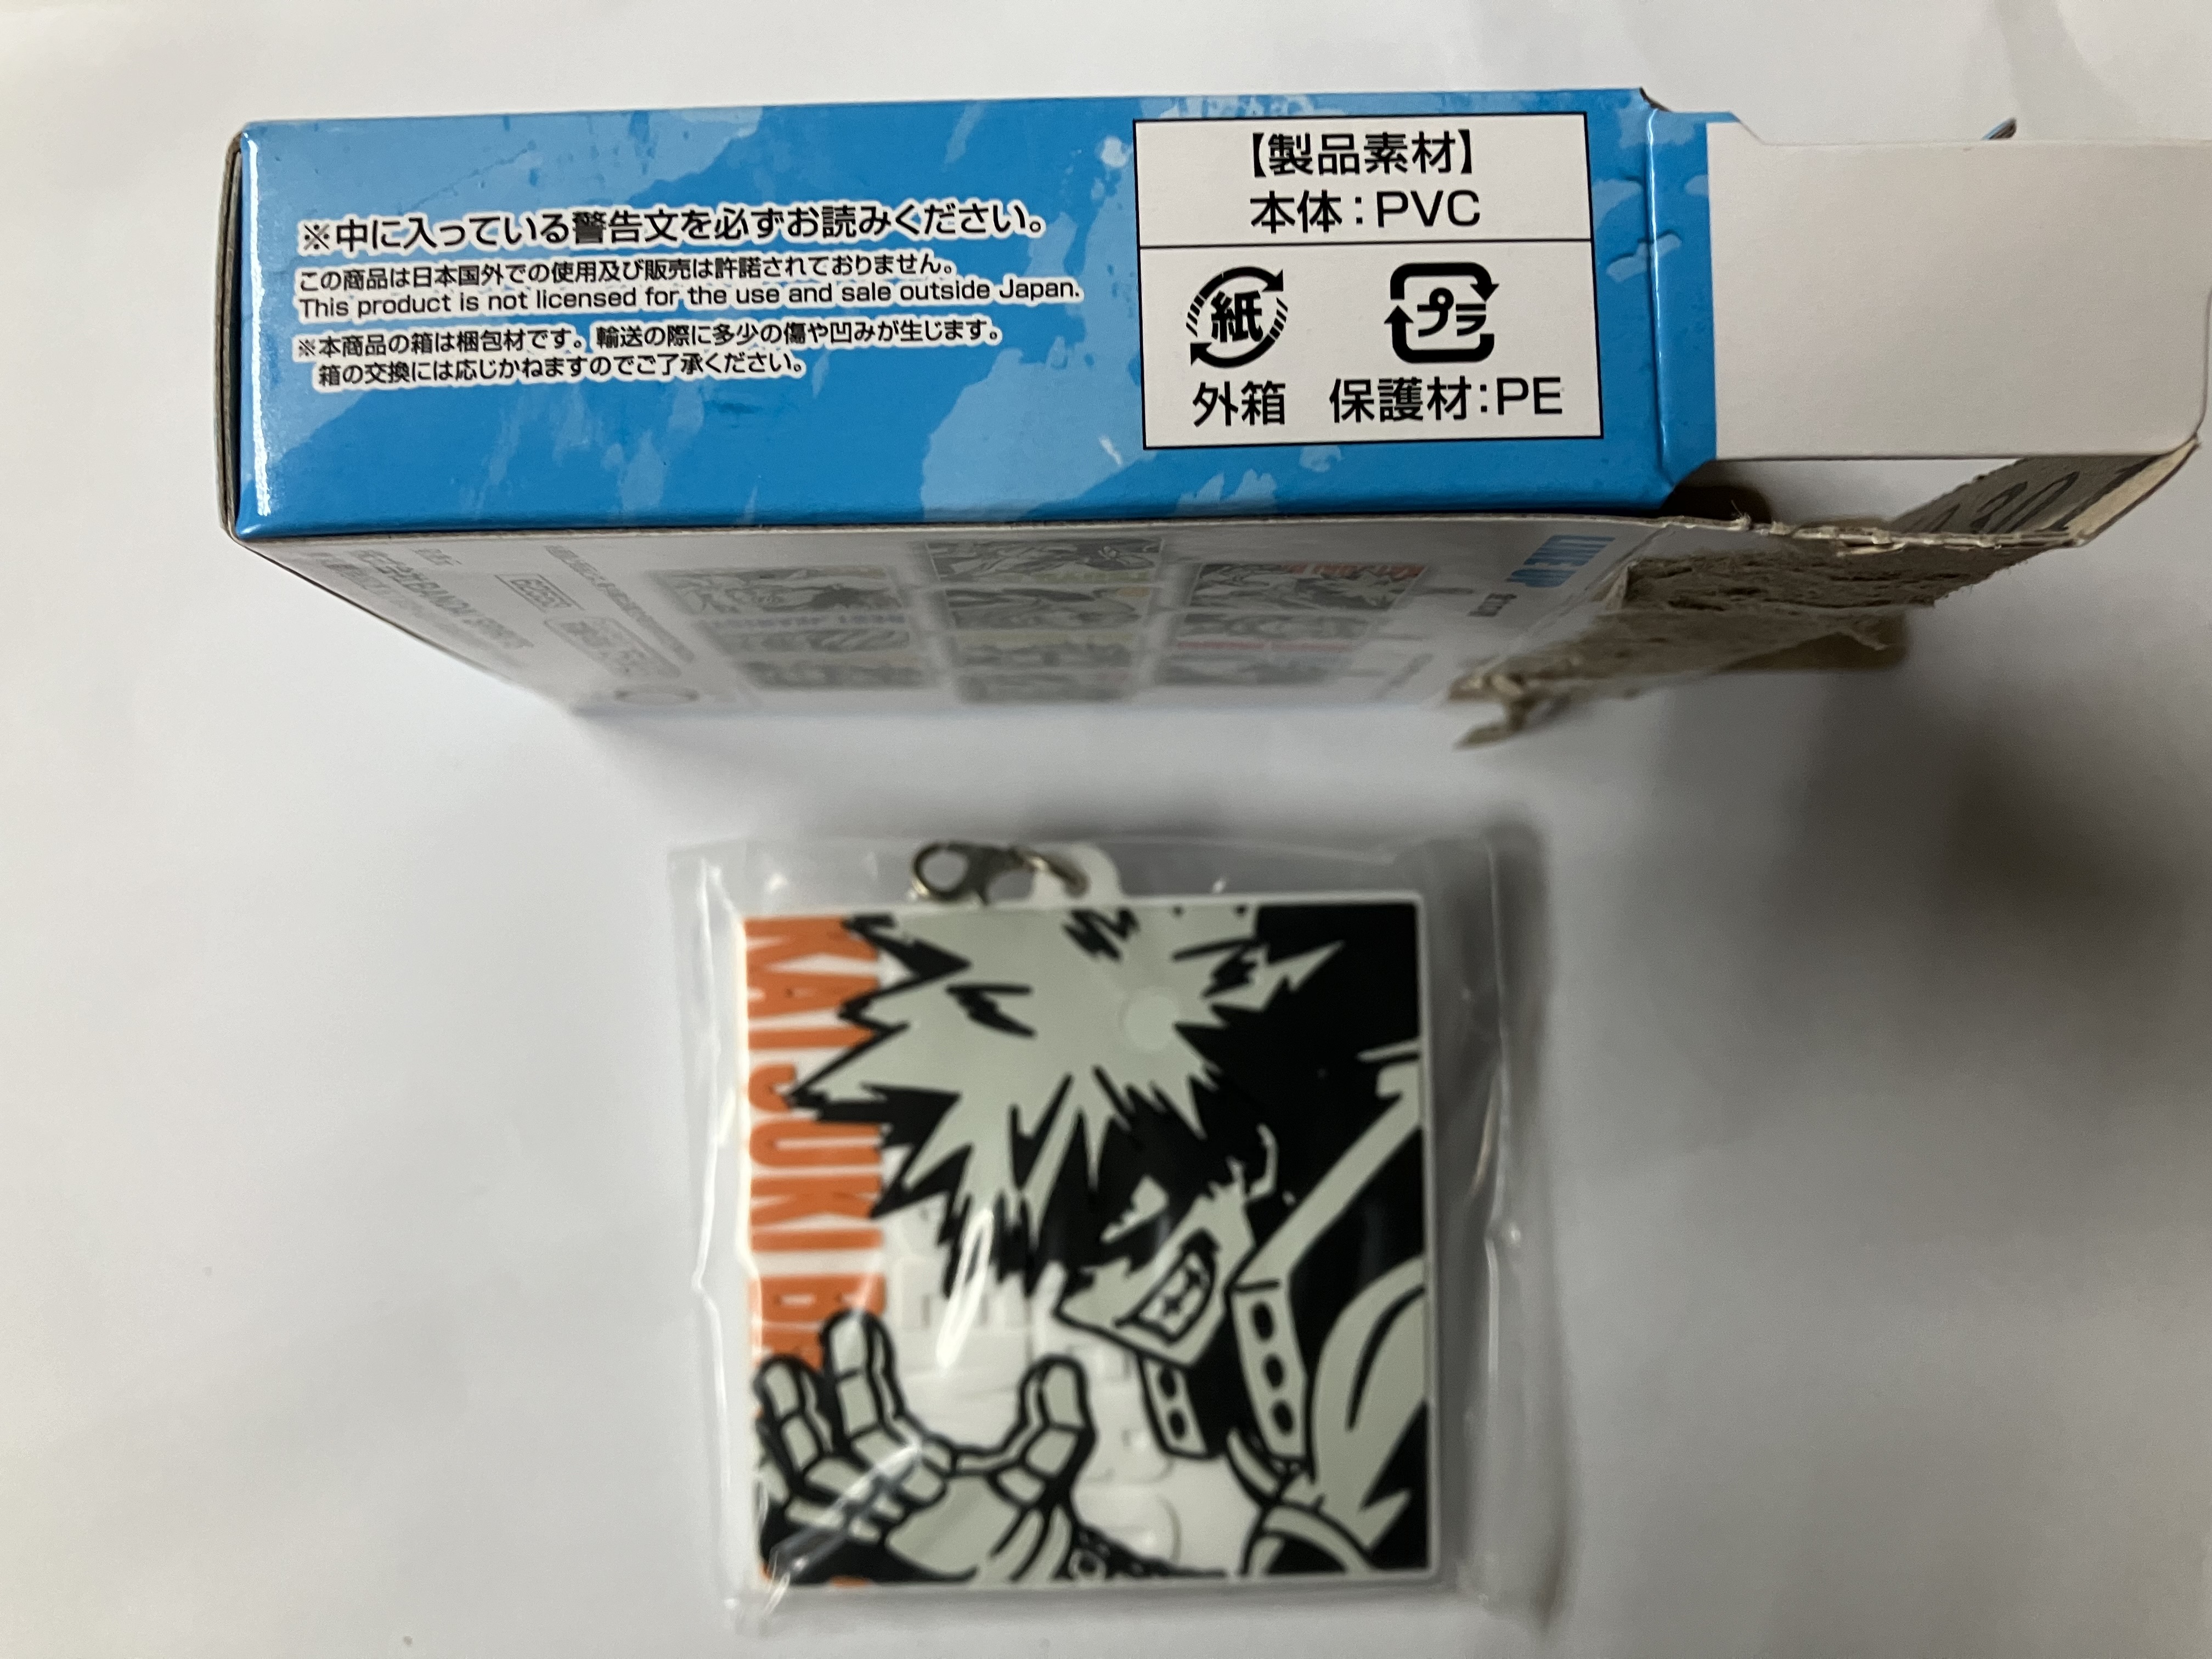 ※中に入っている警告文を必ずお読みください。
この商品は日本国外での使用及び販売は許諾されておりません。
This product is not licensed for the use and sale outside Japan.
※本商品の箱は梱包材です。輸送の際に多少の傷や凹みが生じます。
箱の交換には応じかねますのでご了承ください。
【製品素材】
本体：PVC
紙
プラ
外箱
保護材：PE
LINE UP
KATSUKI